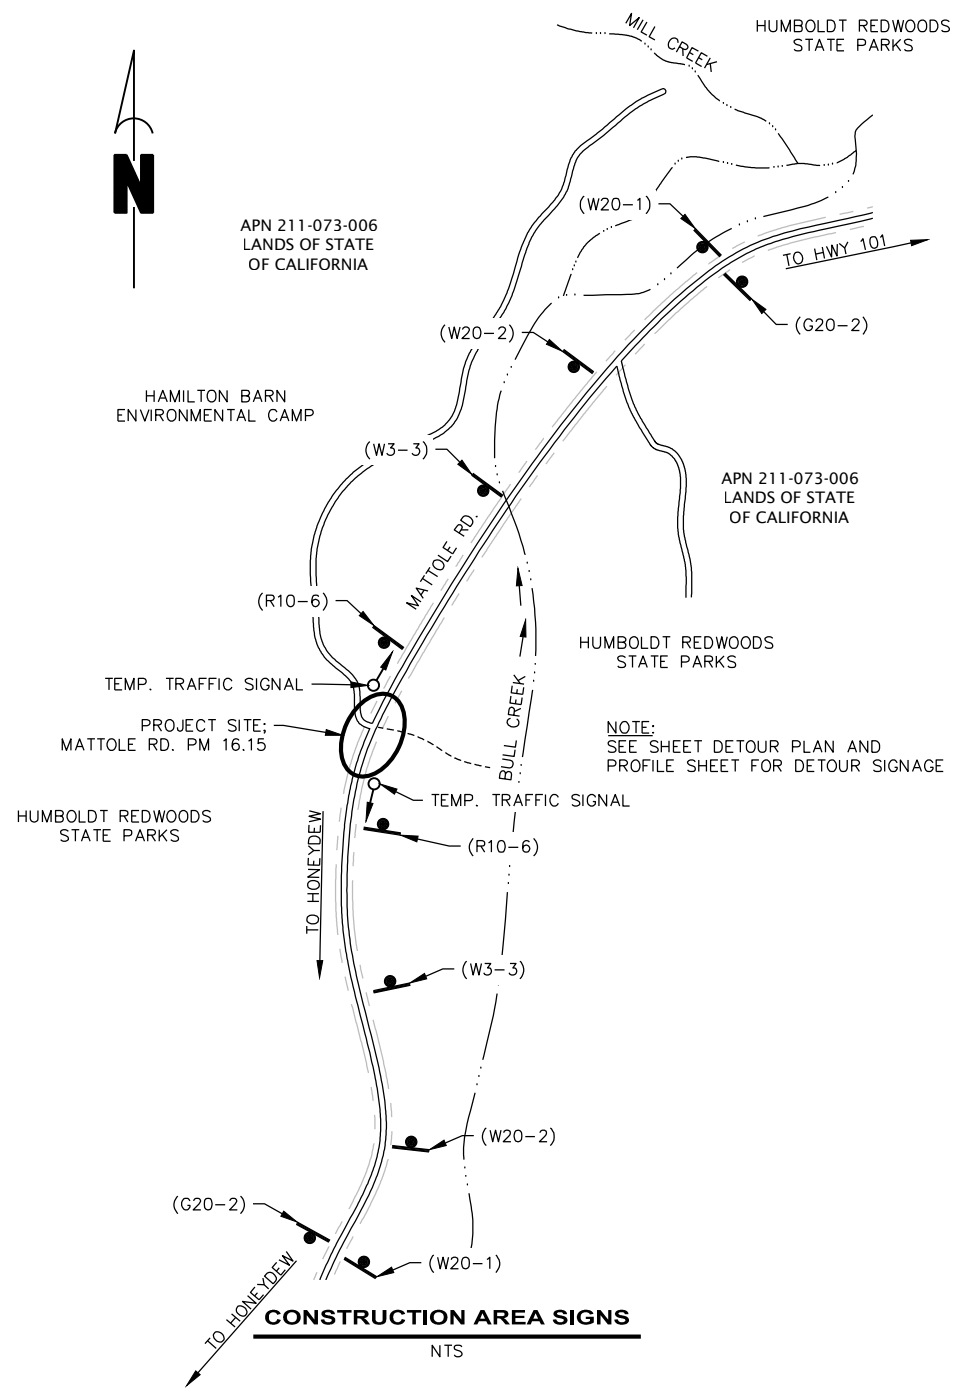 MILL CREEK
HUMBOLDT REDWOODS
STATE PARKS
N
APN 211-073-006
LANDS OF STATE
OF CALIFORNIA
(W20-1)
TO HWY 101
(G20-2)
(W20-2)
HAMILTON BARN
ENVIRONMENTAL CAMP
(W3-3)
APN 211-073-006
LANDS OF STATE
OF CALIFORNIA
MATTOLE RD.
(R10-6)
HUMBOLDT REDWOODS
STATE PARKS
TEMP. TRAFFIC SIGNAL
PROJECT SITE;
MATTOLE RD. PM 16.15
BULL CREEK
NOTE:
SEE SHEET DETOUR PLAN AND
PROFILE SHEET FOR DETOUR SIGNAGE
TEMP. TRAFFIC SIGNAL
HUMBOLDT REDWOODS
STATE PARKS
(R10-6)
TO HONEYDEW
(W3-3)
(W20-2)
(G20-2)
(W20-1)
TO HONEYDEW
CONSTRUCTION AREA SIGNS
NTS